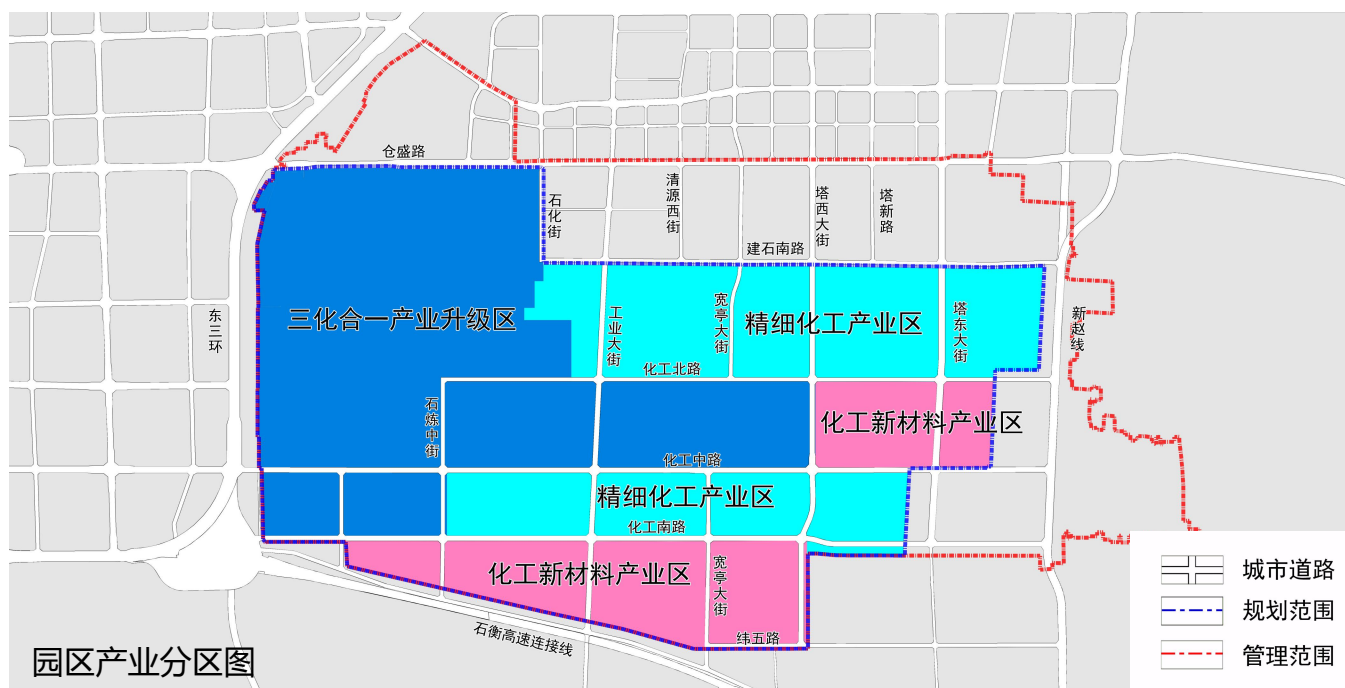 仓盛路
石化街
清源西街
塔西大街
塔新路
建石南路
东三环
三化合一产业升级区
工业大街
宽亭大街
精细化工产业区
塔东大街
新赵线
化工北路
石炼中街
化工新材料产业区
化工中路
精细化工产业区
化工南路
化工新材料产业区
宽亭大街
石衡高速连接线
纬五路
园区产业分区图
城市道路
规划范围
管理范围